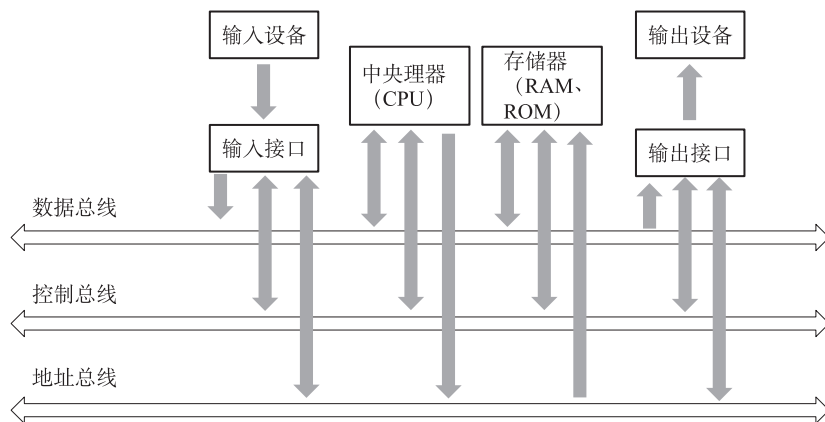 输入设备
中央理器
（CPU）
存储器
（RAM、
ROM）
输出设备
输入接口
输出接口
数据总线
控制总线
地址总线